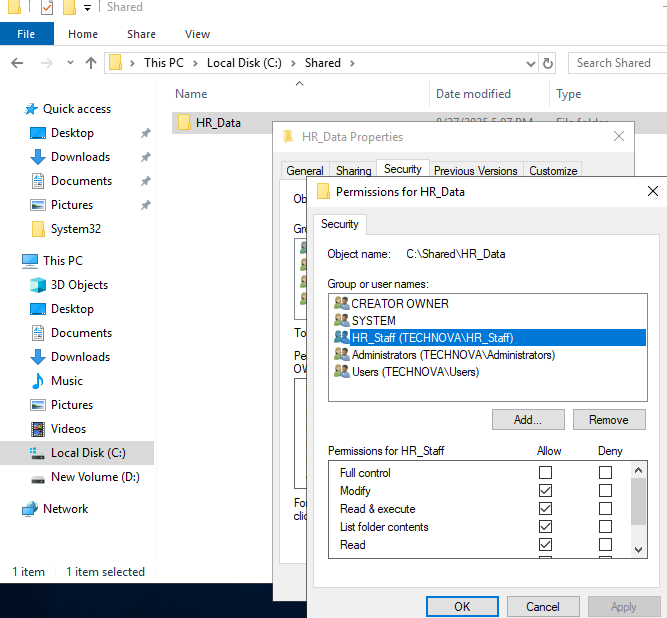 Shared
File Home Share View
This PC Local Disk (C:) Shared Search Shared
Name Date modified Type
Quick access
Desktop
Downloads
Documents
Pictures
System32
This PC
3D Objects
Desktop
Documents
Downloads
Music
Pictures
Videos
Local Disk (C:)
New Volume (D:)
Network
1 item 1 item selected
HR_Data 8/27/2025 5:07 PM File folder
HR_Data Properties
General Sharing Security Previous Versions Customize
Ob
Gro
To
Pe
OW
Fo
clic
Permissions for HR_Data
Security
Object name: C:\Shared\HR_Data
Group or user names:
CREATOR OWNER
SYSTEM
HR_Staff (TECHNOVA\HR_Staff)
Administrators (TECHNOVA\Administrators)
Users (TECHNOVA\Users)
Add... Remove
Permissions for HR_Staff Allow Deny
Full control
Modify
Read & execute
List folder contents
Read
OK Cancel Apply